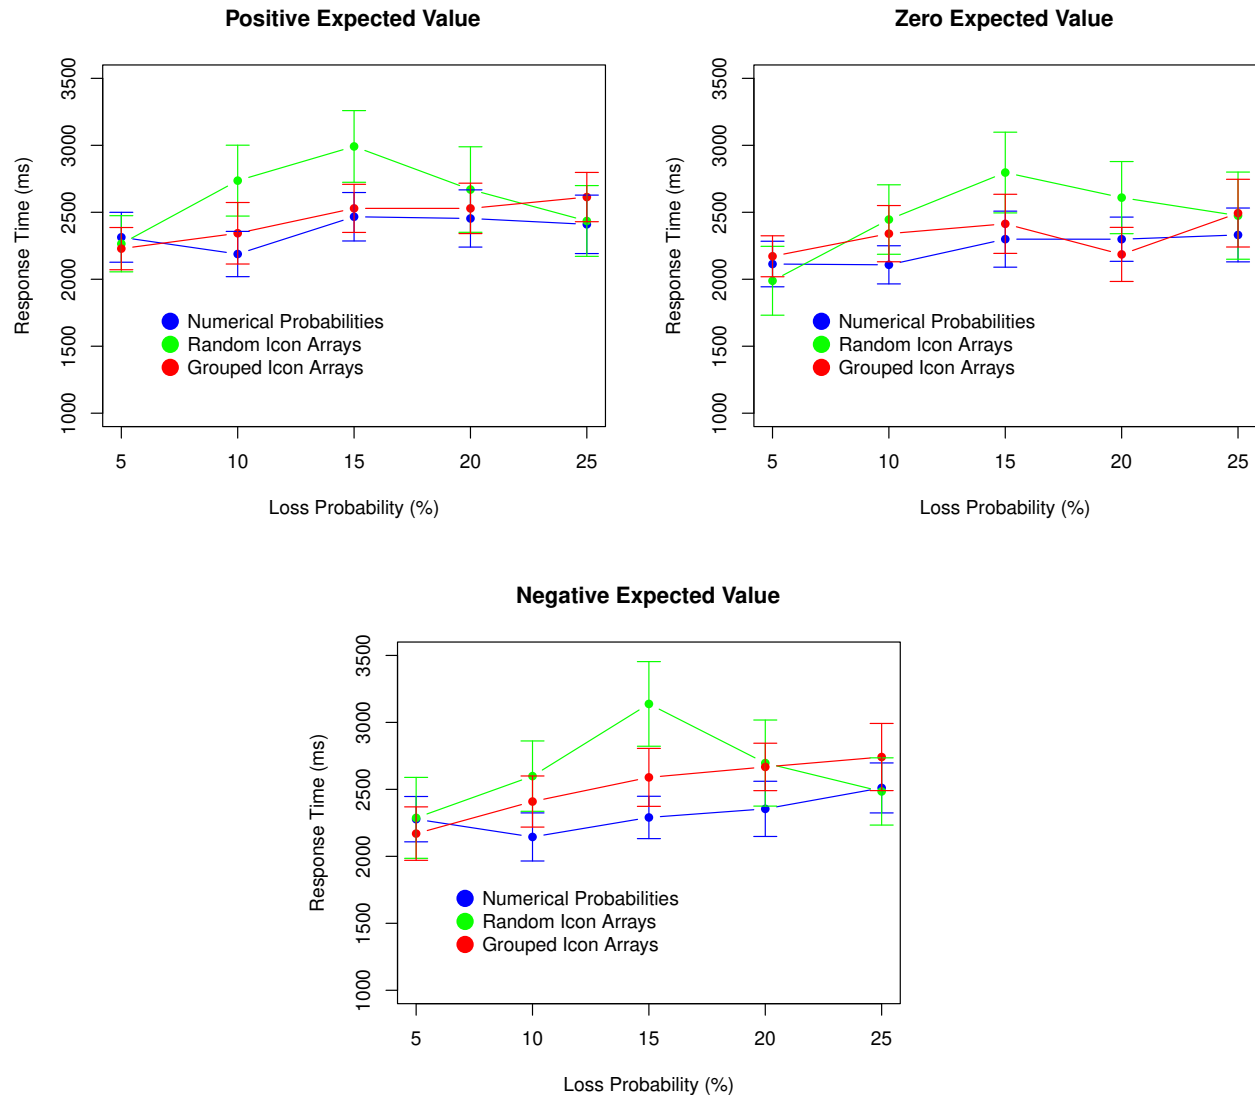 Positive Expected Value
Response Time (ms)
3500
3000
2500
2000
1500
1000
Numerical Probabilities
Random Icon Arrays
Grouped Icon Arrays
5 10 15 20 25
Loss Probability (%)
Zero Expected Value
Response Time (ms)
3500
3000
2500
2000
1500
1000
Numerical Probabilities
Random Icon Arrays
Grouped Icon Arrays
5 10 15 20 25
Loss Probability (%)
Negative Expected Value
Response Time (ms)
3500
3000
2500
2000
1500
1000
Numerical Probabilities
Random Icon Arrays
Grouped Icon Arrays
5 10 15 20 25
Loss Probability (%)